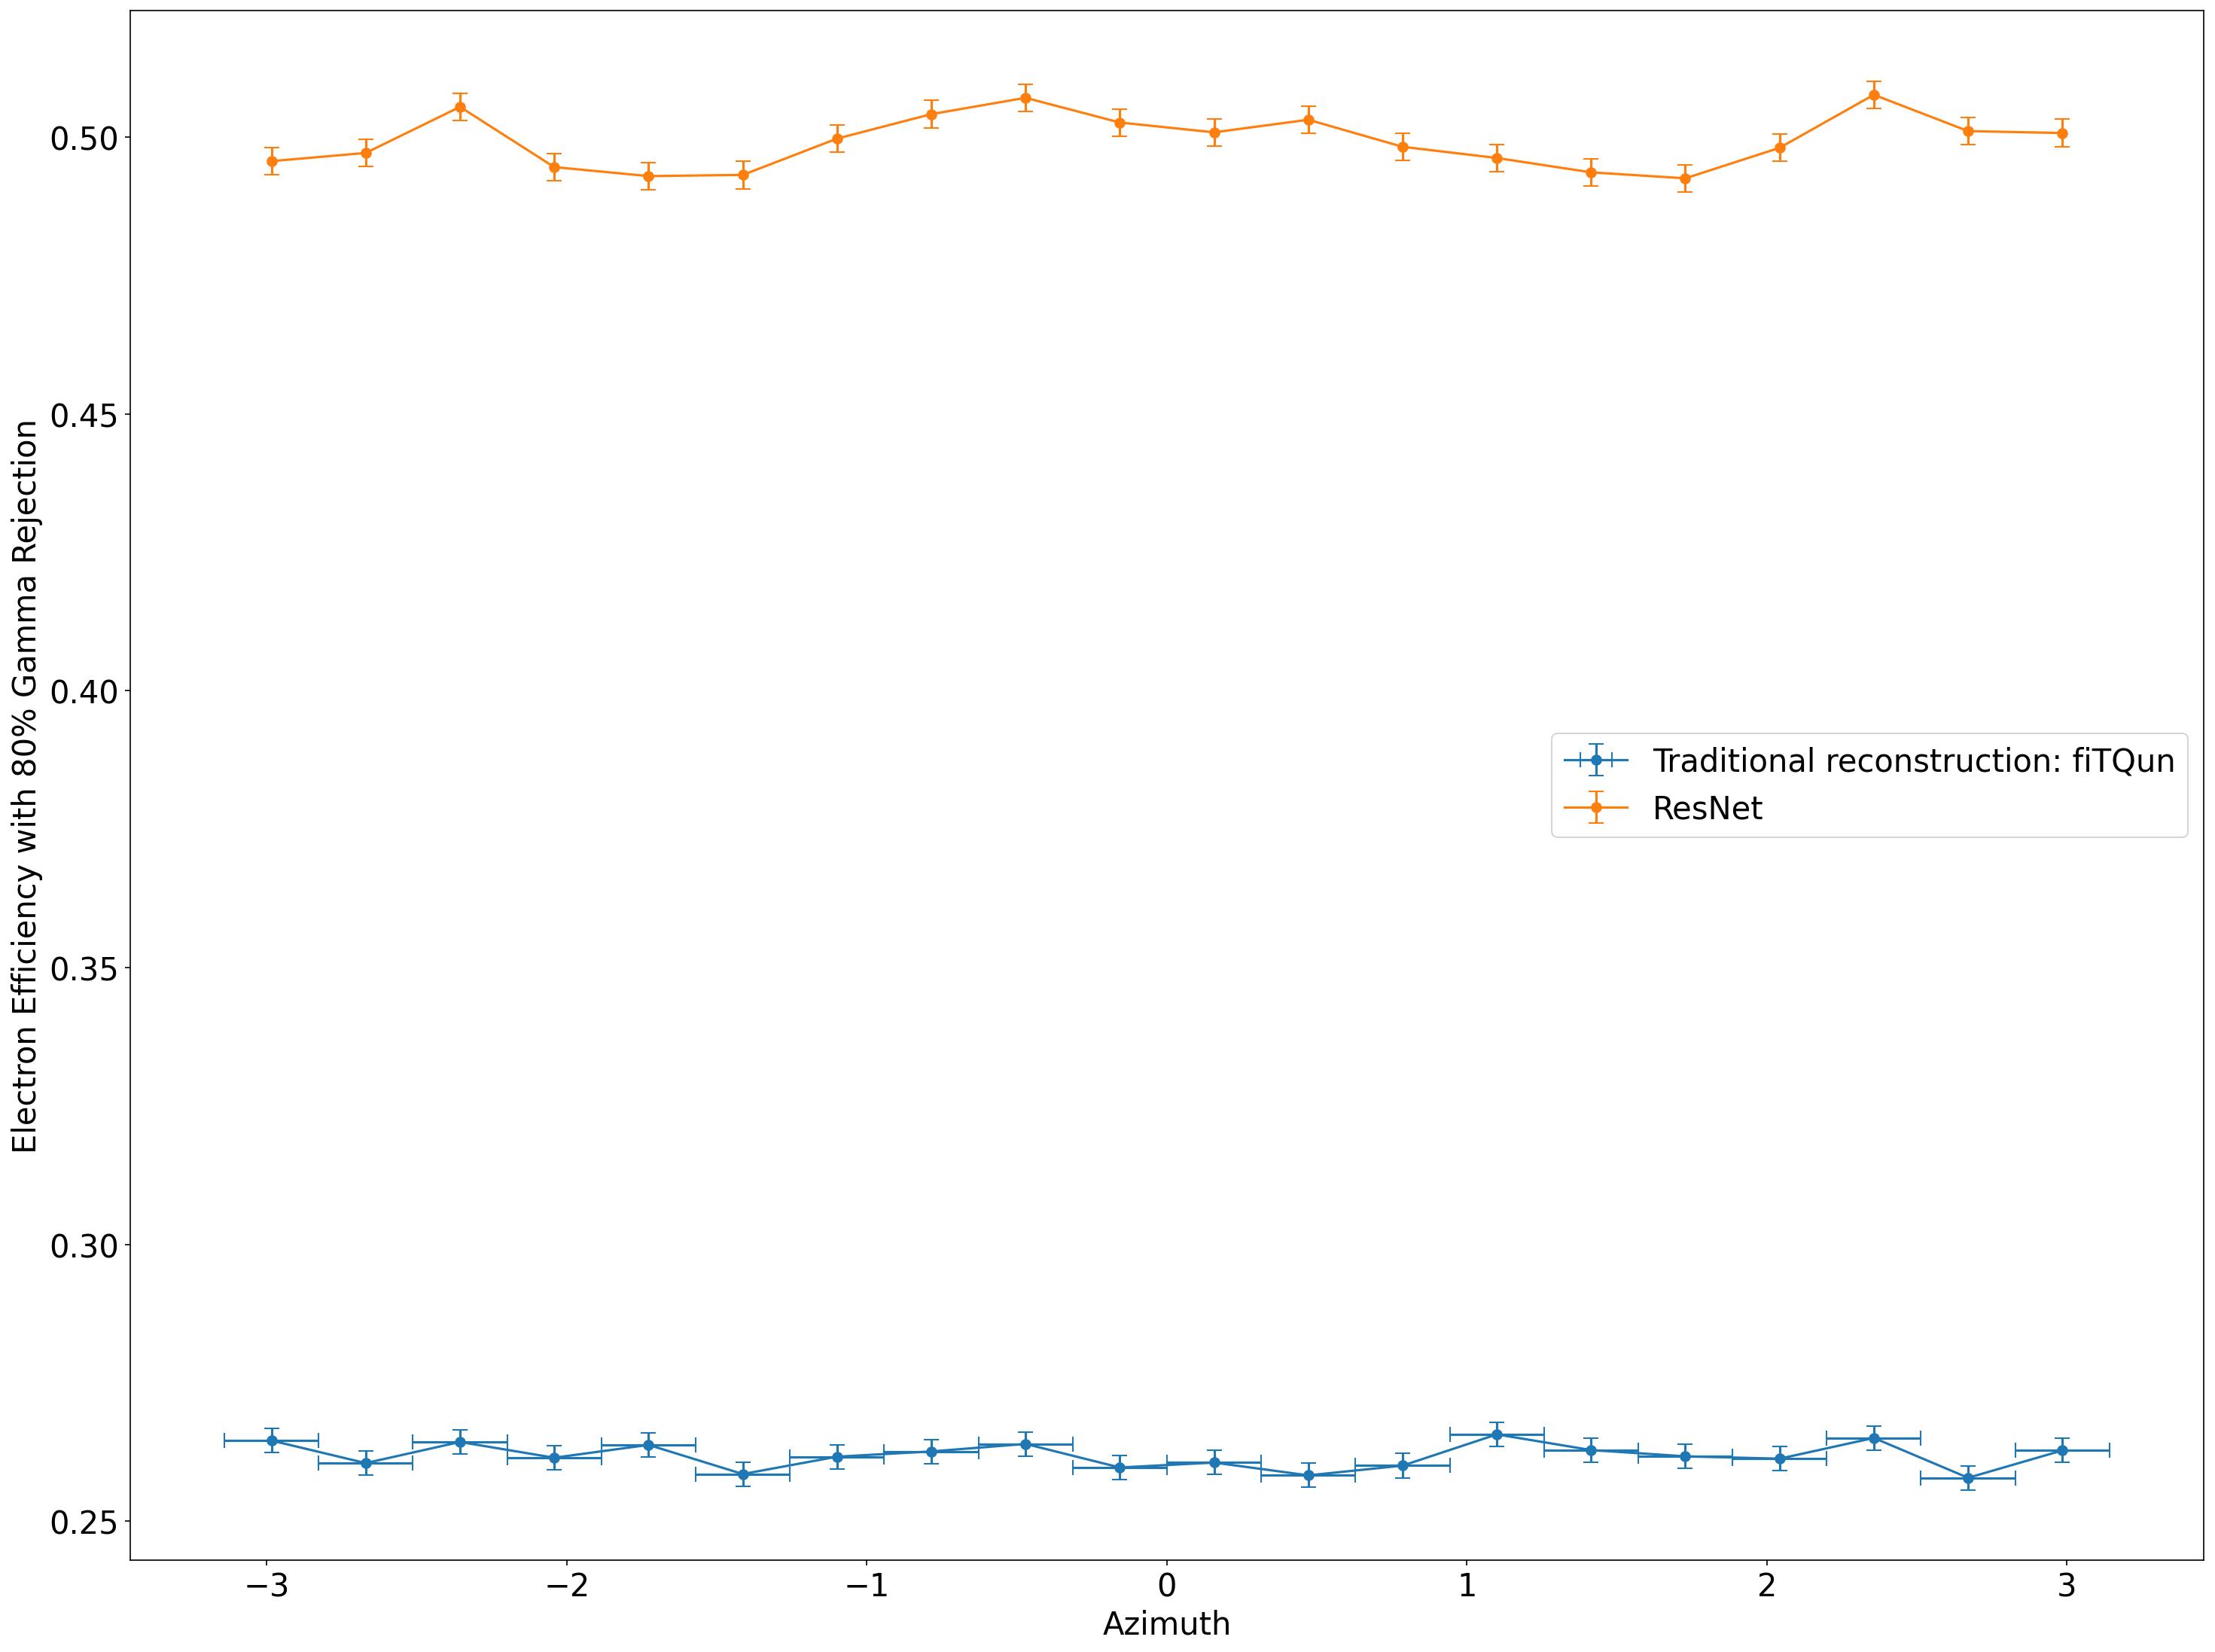 Electron Efficiency with 80% Gamma Rejection
0.50
0.45
0.40
0.35
0.30
0.25
Traditional reconstruction: fiTQun
ResNet
−3 −2 −1 0 1 2 3
Azimuth